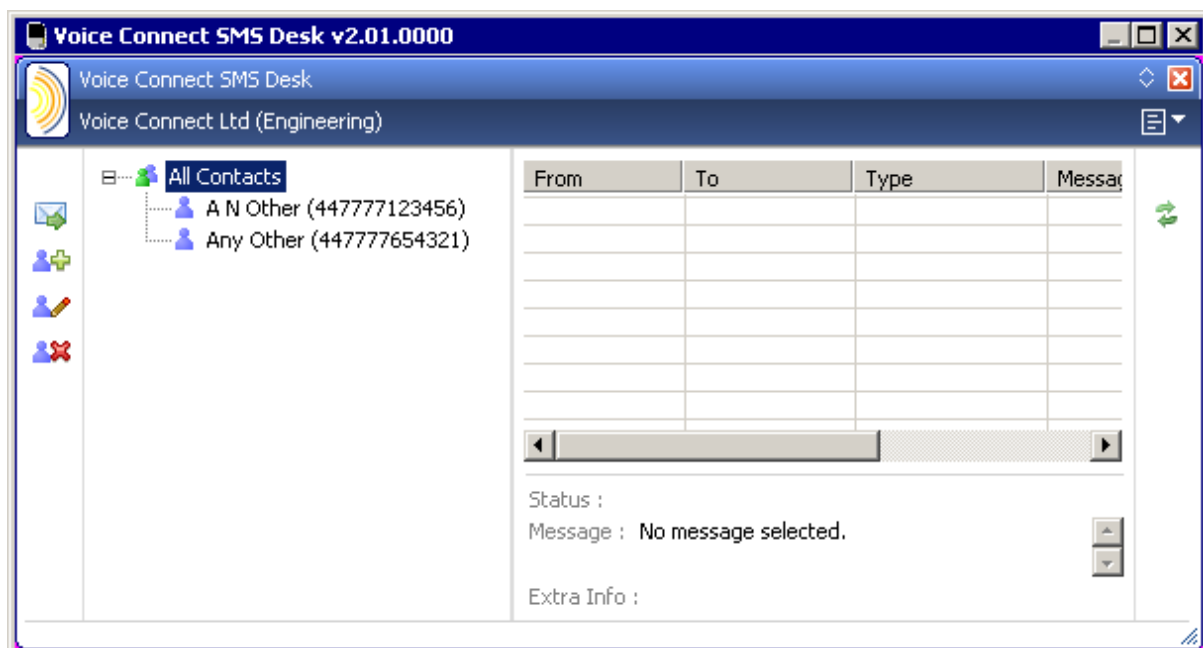 Voice Connect SMS Desk v2.01.0000
Voice Connect SMS Desk
Voice Connect Ltd (Engineering)
All Contacts
A N Other (447777123456)
Any Other (447777654321)
From To Type Messag
Status :
Message : No message selected.
Extra Info :